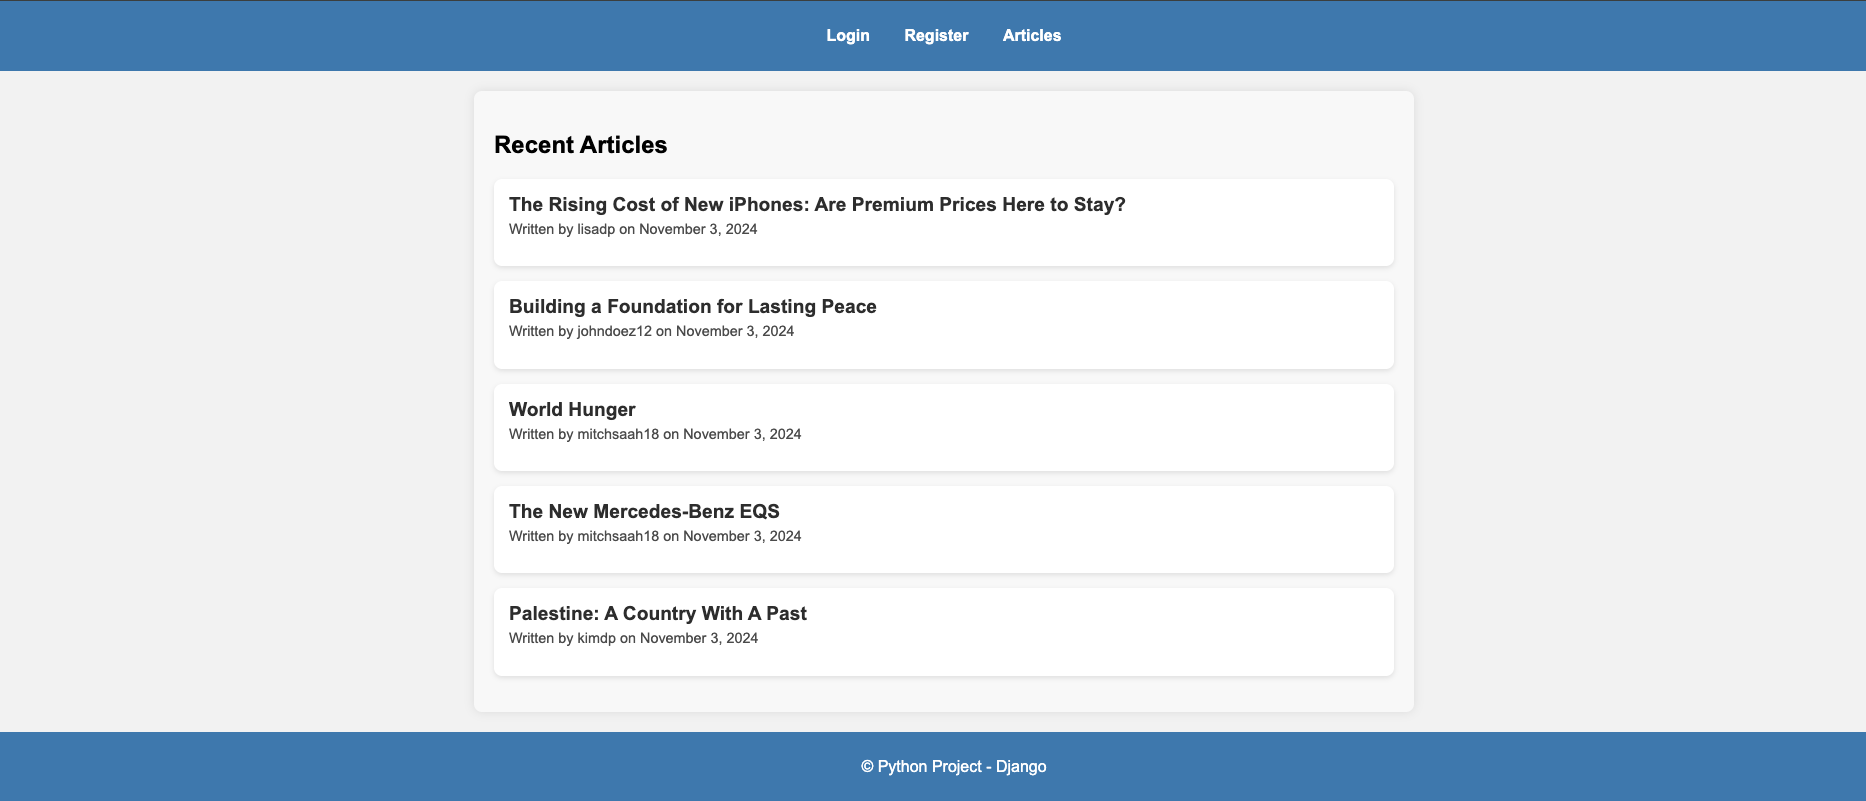 Login Register Articles
Recent Articles
The Rising Cost of New iPhones: Are Premium Prices Here to Stay?
Written by lisadp on November 3, 2024
Building a Foundation for Lasting Peace
Written by johndoez12 on November 3, 2024
World Hunger
Written by mitchsaah18 on November 3, 2024
The New Mercedes-Benz EQS
Written by mitchsaah18 on November 3, 2024
Palestine: A Country With A Past
Written by kimdp on November 3, 2024
© Python Project - Django